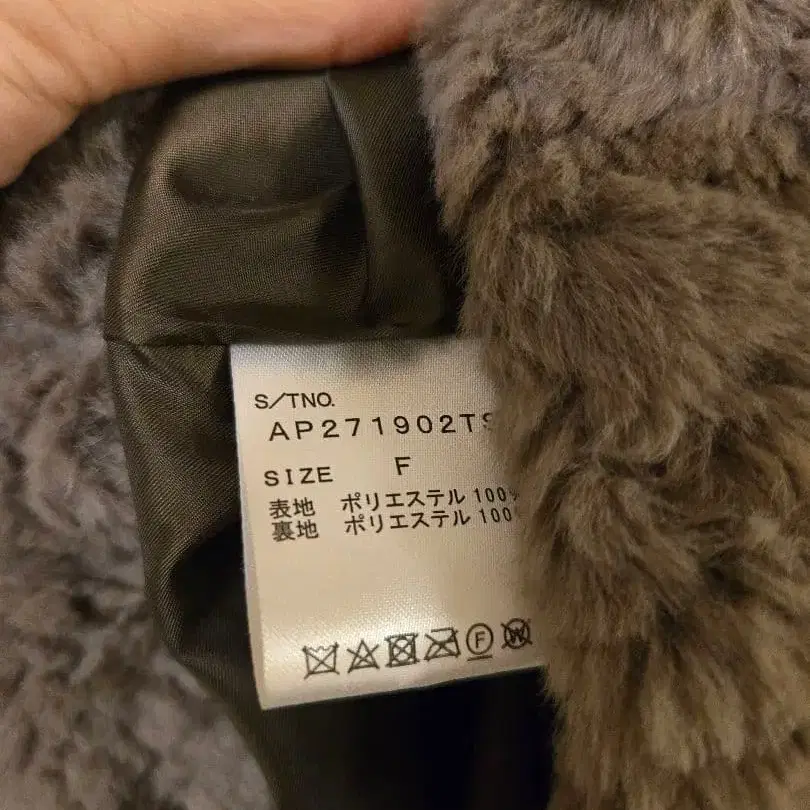 S/TNO.
AP271902TS
SIZE F
表地 ポリエステル 100%
裏地 ポリエステル 100%
F
W